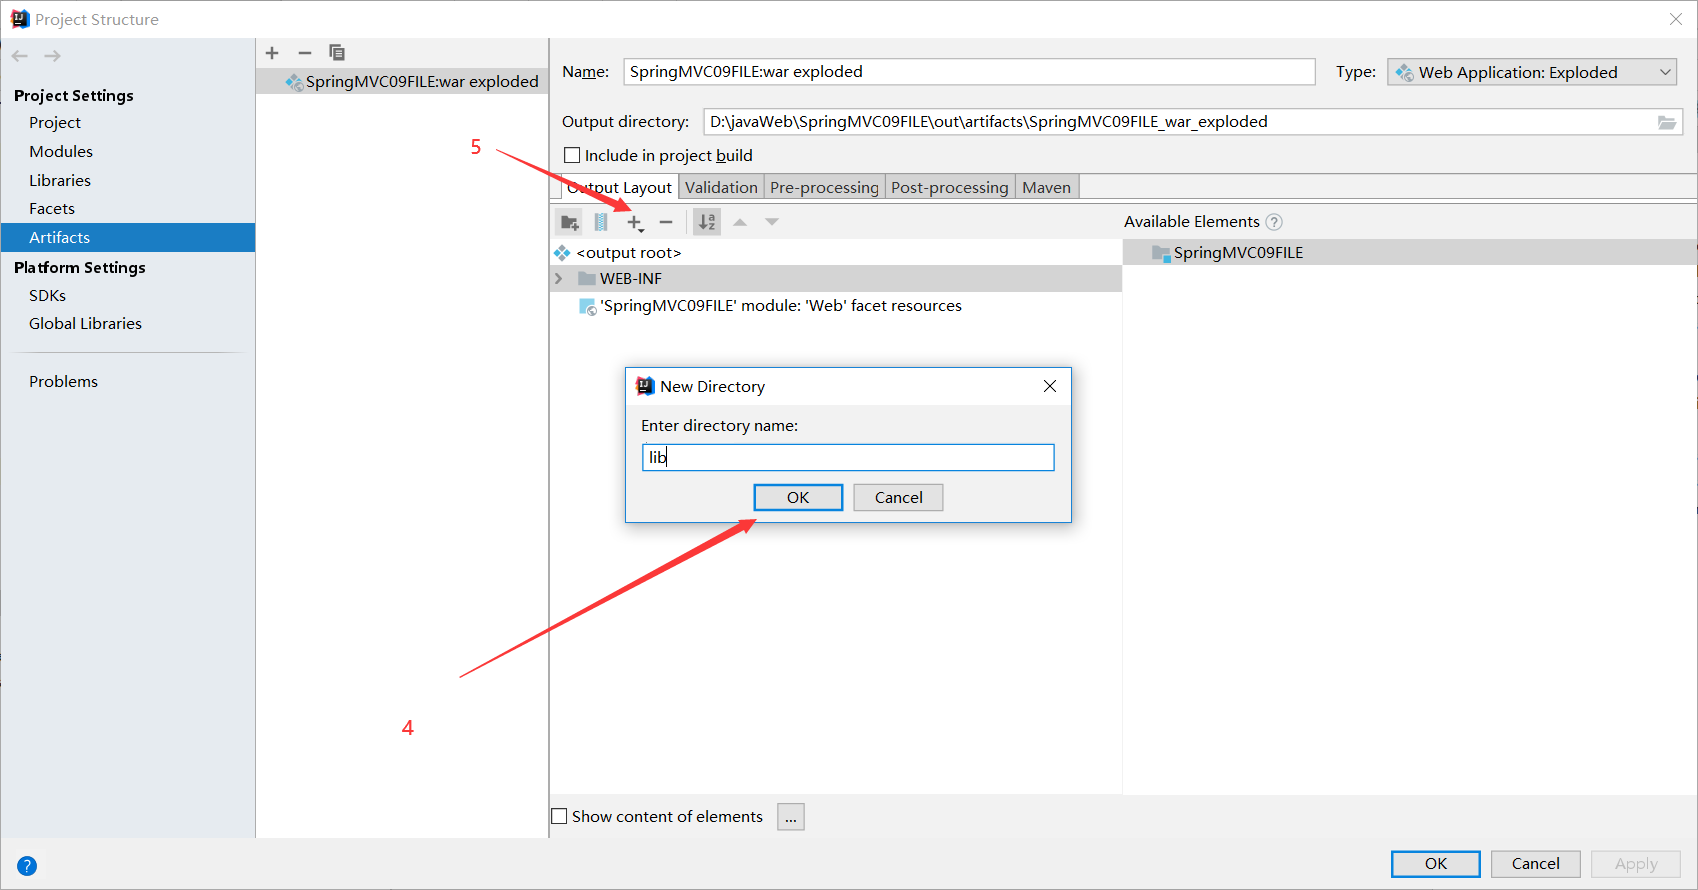 Project Structure
Project Settings
Project
Modules
Libraries
Facets
Artifacts
Platform Settings
SDKs
Global Libraries
Problems
SpringMVC09FILE:war exploded
Name: SpringMVC09FILE:war exploded Type: Web Application: Exploded
Output directory: D:\javaWeb\SpringMVC09FILE\out\artifacts\SpringMVC09FILE_war_exploded
5
Include in project build
Output Layout Validation Pre-processing Post-processing Maven
Available Elements ?
<output root>
WEB-INF
'SpringMVC09FILE' module: 'Web' facet resources
SpringMVC09FILE
New Directory
Enter directory name:
lib
OK Cancel
4
Show content of elements ...
? OK Cancel Apply